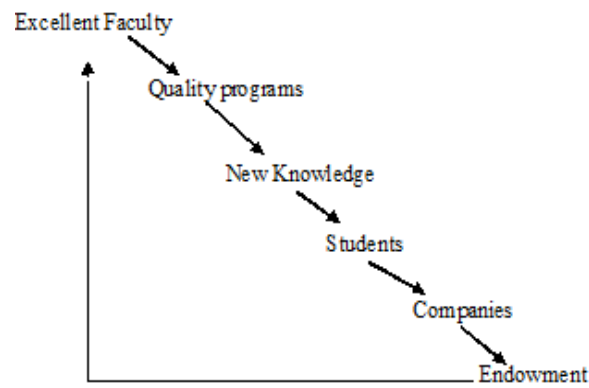 Excellent Faculty
Quality programs
New Knowledge
Students
Companies
Endowment